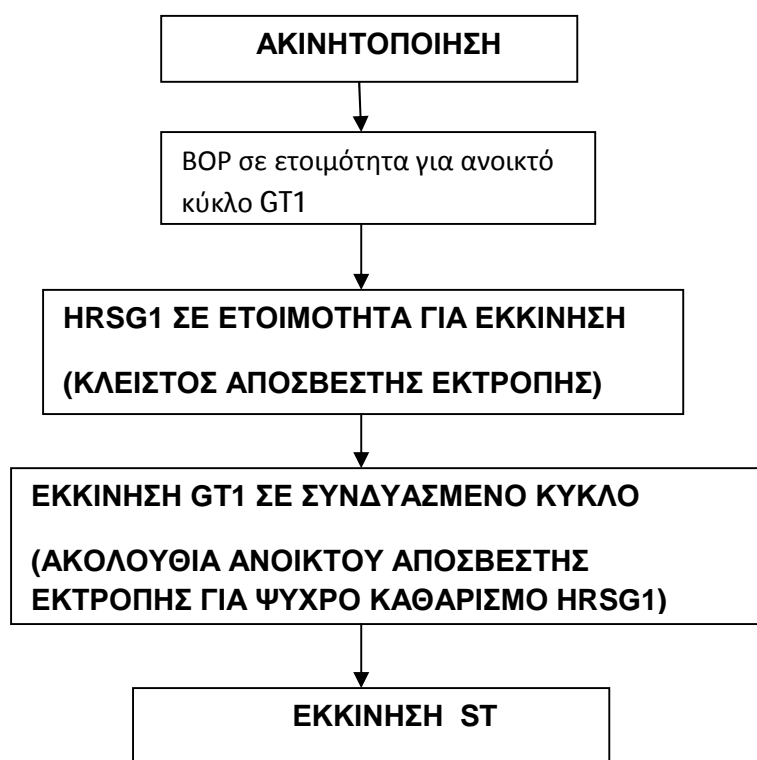 ΑΚΙΝΗΤΟΠΟΙΗΣΗ
BOP σε ετοιμότητα για ανοικτό
κύκλο GT1
HRSG1 ΣΕ ΕΤΟΙΜΟΤΗΤΑ ΓΙΑ ΕΚΚΙΝΗΣΗ
(ΚΛΕΙΣΤΟΣ ΑΠΟΣΒΕΣΤΗΣ ΕΚΤΡΟΠΗΣ)
ΕΚΚΙΝΗΣΗ GT1 ΣΕ ΣΥΝΔΥΑΣΜΕΝΟ ΚΥΚΛΟ
(ΑΚΟΛΟΥΘΙΑ ΑΝΟΙΚΤΟΥ ΑΠΟΣΒΕΣΤΗΣ
ΕΚΤΡΟΠΗΣ ΓΙΑ ΨΥΧΡΟ ΚΑΘΑΡΙΣΜΟ HRSG1)
ΕΚΚΙΝΗΣΗ ST